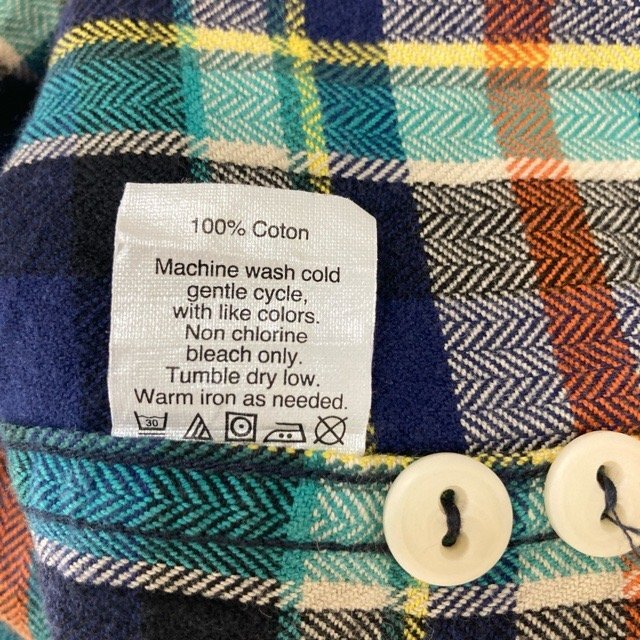 100% Coton
Machine wash cold
gentle cycle,
with like colors.
Non chlorine
bleach only.
Tumble dry low.
Warm iron as needed.
30